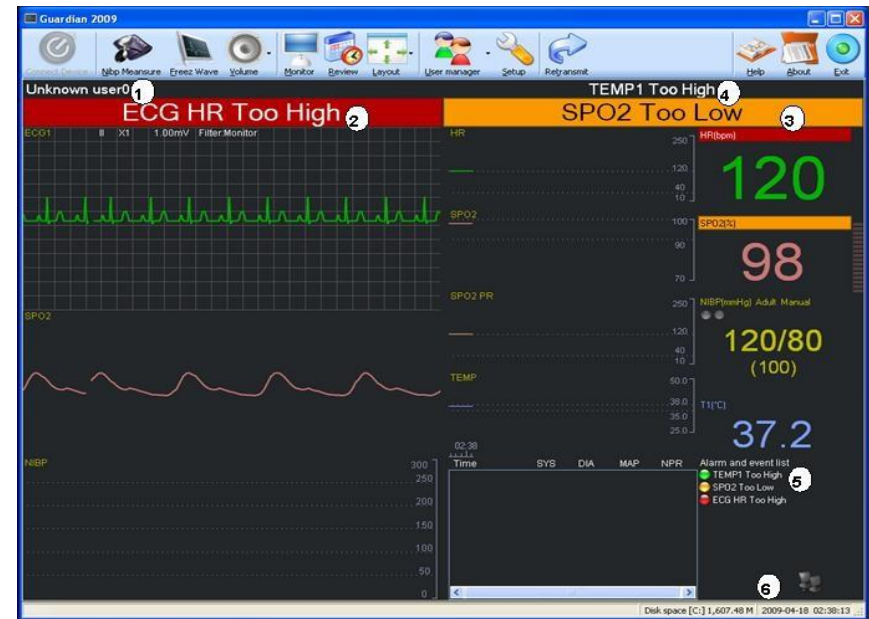 Guardian 2009
Connect Device Nibp Meansure Freez Wave Volume Monitor Review Layout User manager Setup Retransmit Help About Exit
Unknown user0 1 TEMP1 Too High 4
ECG HR Too High 2 SPO2 Too Low 3
ECG1 II X1 1.00mV Filter:Monitor
HR 250 120 40 10
HR(bpm)
120
SPO2 100 90 70
SPO2(%)
98
SPO2 PR 250 120 40 10
NIBP(mmHg) Adult Manual
120/80
(100)
SPO2
TEMP 50.0 38.0 35.0 25.0
T1(°C)
37.2
02:38
NIBP 300 250 200 150 100 50 0
Time SYS DIA MAP NPR
Alarm and event list
TEMP1 Too High 5
SPO2 Too Low
ECG HR Too High
6
Disk space [C:] 1,607.48 M 2009-04-18 02:38:13